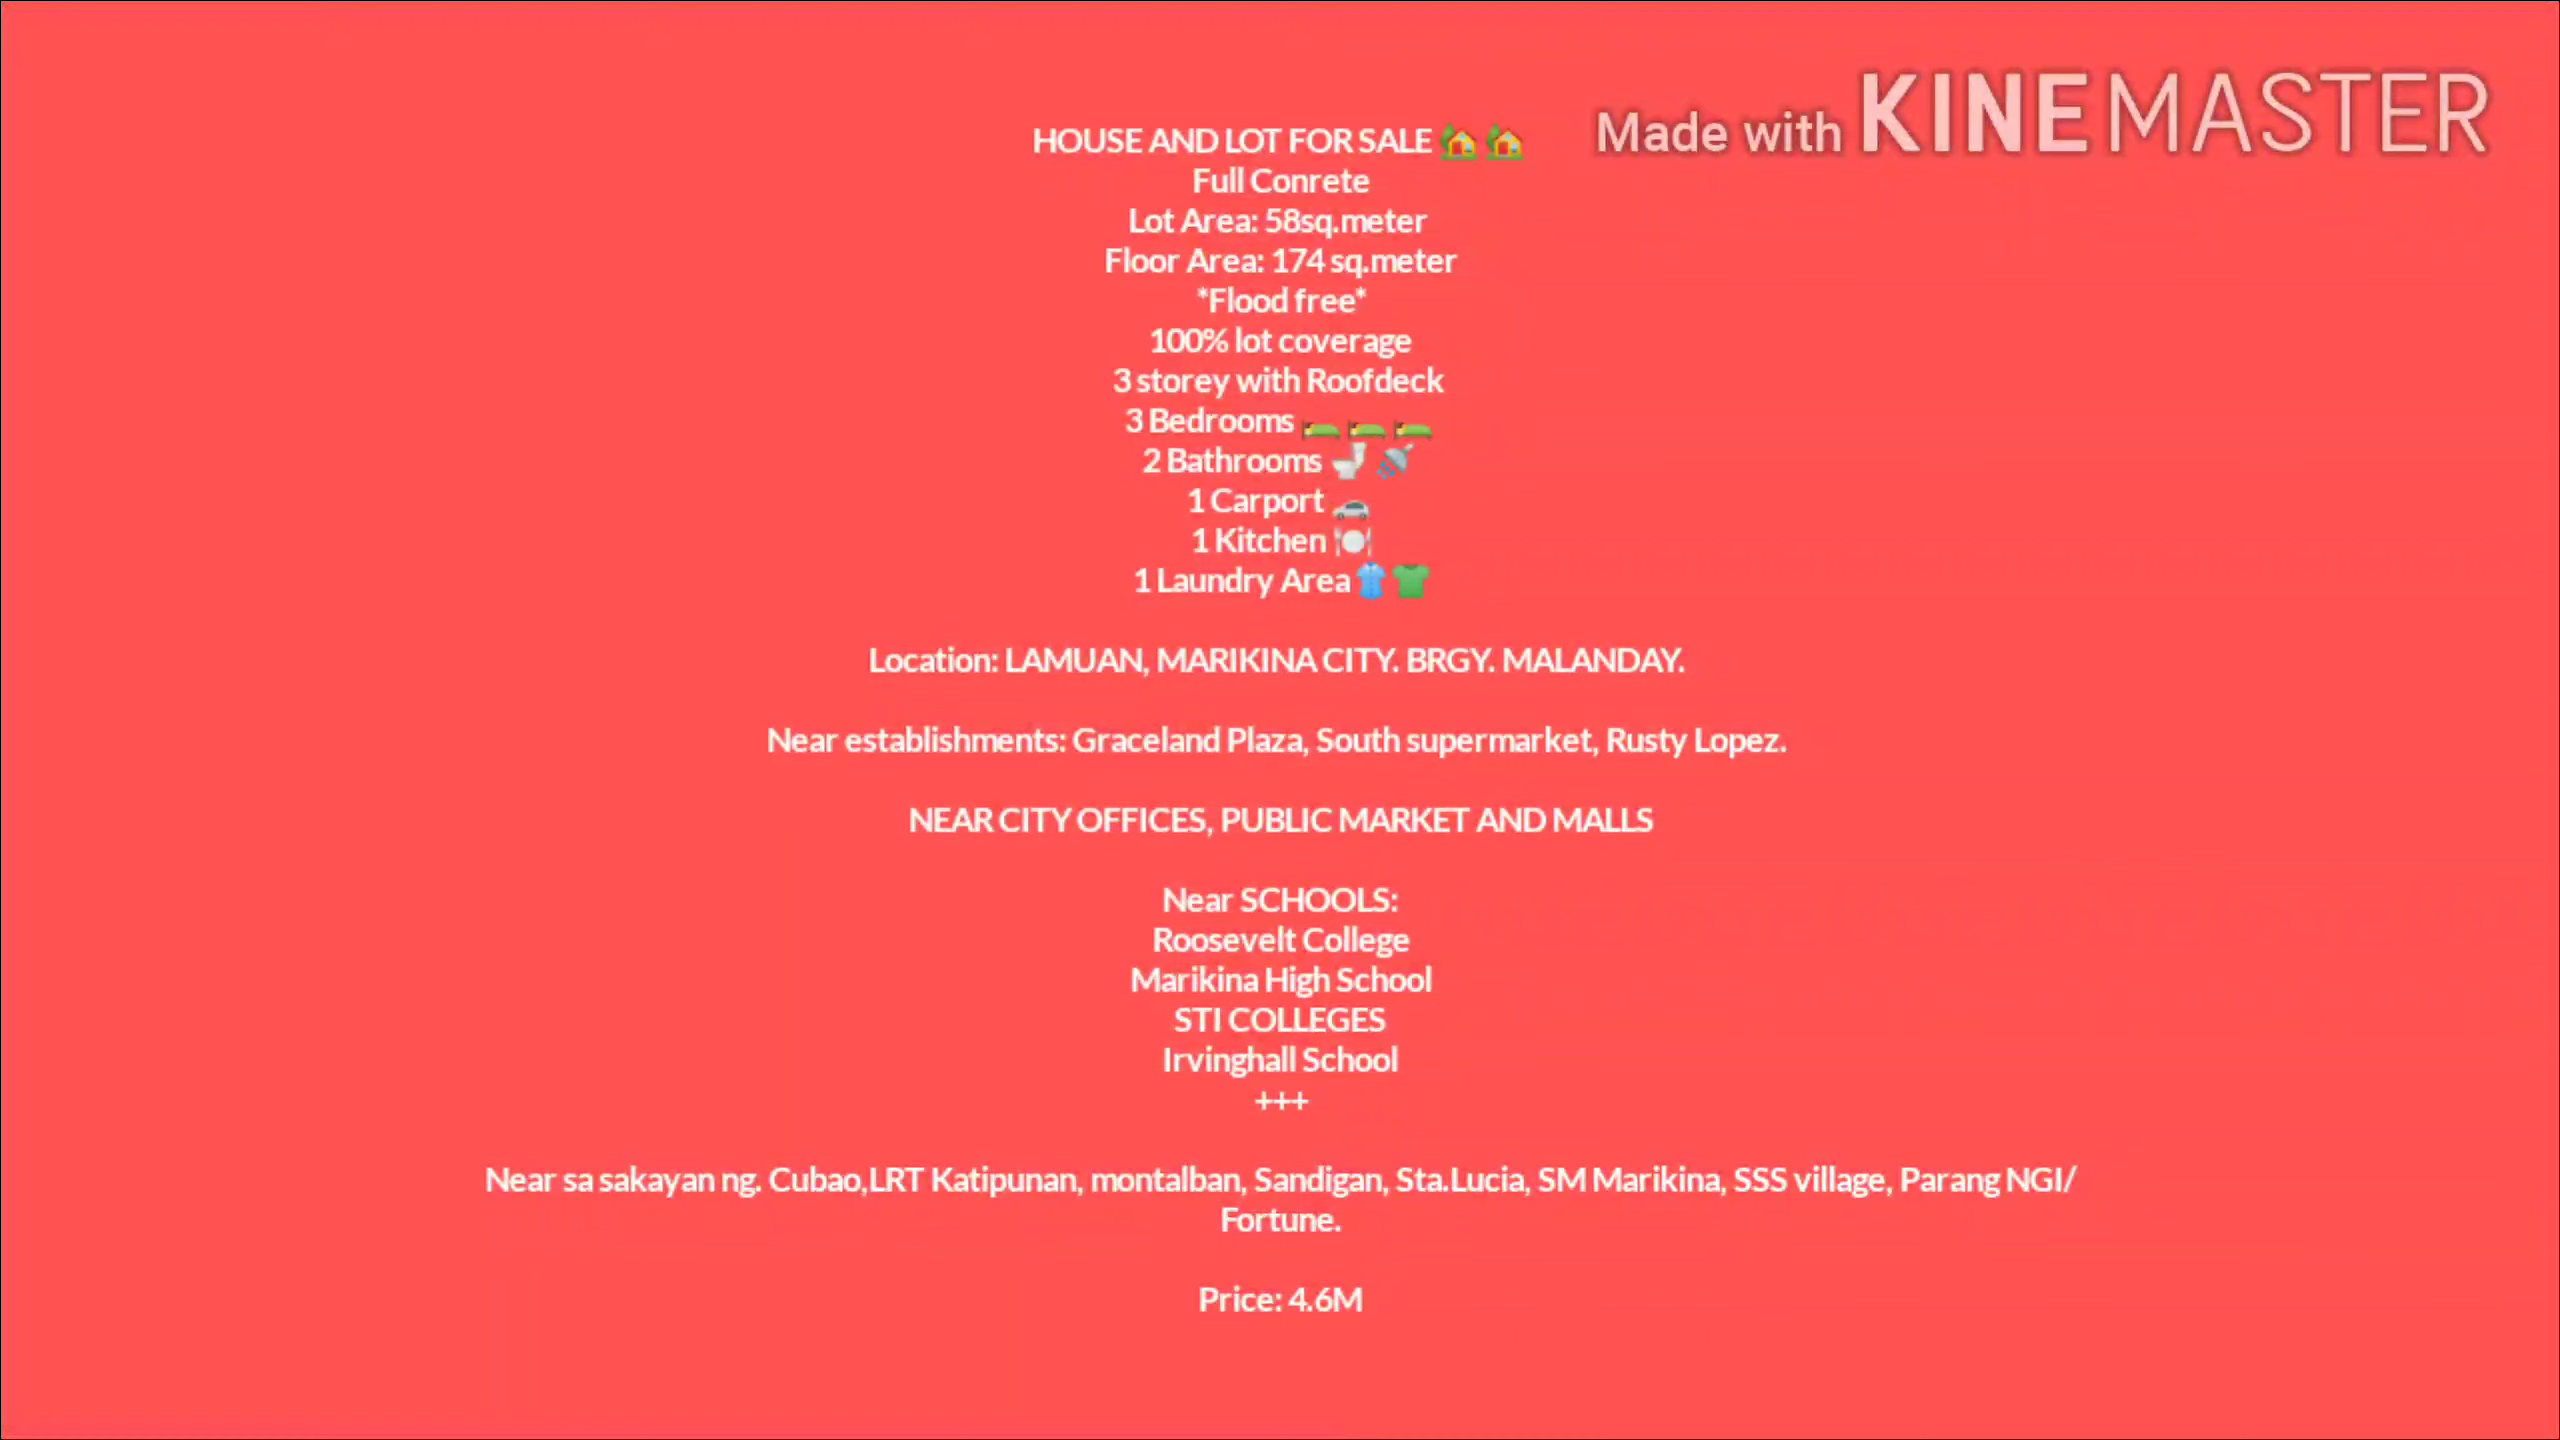 Made with KINEMASTER
HOUSE AND LOT FOR SALE 🏡 🏡
Full Conrete
Lot Area: 58sq.meter
Floor Area: 174 sq.meter
*Flood free*
100% lot coverage
3 storey with Roofdeck
3 Bedrooms 🛏️ 🛏️ 🛏️
2 Bathrooms 🚽 🚿
1 Carport 🚗
1 Kitchen 🍽️
1 Laundry Area👚 👕
Location: LAMUAN, MARIKINA CITY. BRGY. MALANDAY.
Near establishments: Graceland Plaza, South supermarket, Rusty Lopez.
NEAR CITY OFFICES, PUBLIC MARKET AND MALLS
Near SCHOOLS:
Roosevelt College
Marikina High School
STI COLLEGES
Irvinghall School
+++
Near sa sakayan ng. Cubao,LRT Katipunan, montalban, Sandigan, Sta.Lucia, SM Marikina, SSS village, Parang NGI/
Fortune.
Price: 4.6M